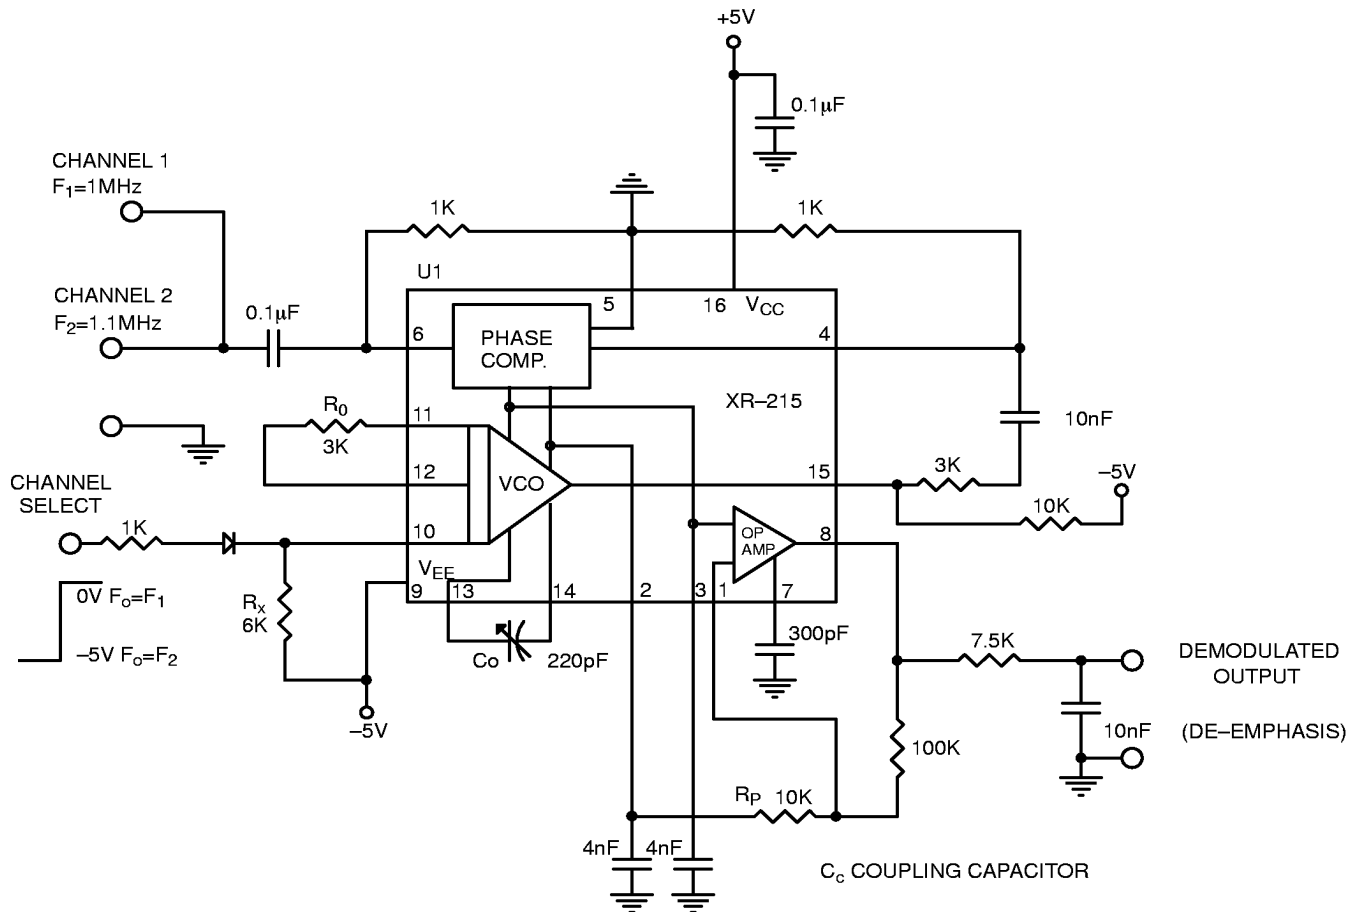 +5V
0.1µF
CHANNEL 1
F1=1MHz
1K
1K
U1
CHANNEL 2
F2=1.1MHz
0.1µF
5
16
VCC
6
PHASE
COMP.
4
XR–215
R0
3K
11
10nF
12
VCO
15
3K
–5V
CHANNEL
SELECT
1K
10
10K
OP
AMP
8
VEE
9
13
14
2
3
1
7
0V Fo=F1
–5V Fo=F2
Rx
6K
Co
220pF
300pF
7.5K
DEMODULATED
OUTPUT
–5V
10nF
(DE–EMPHASIS)
100K
RP
10K
4nF
4nF
Cc COUPLING CAPACITOR